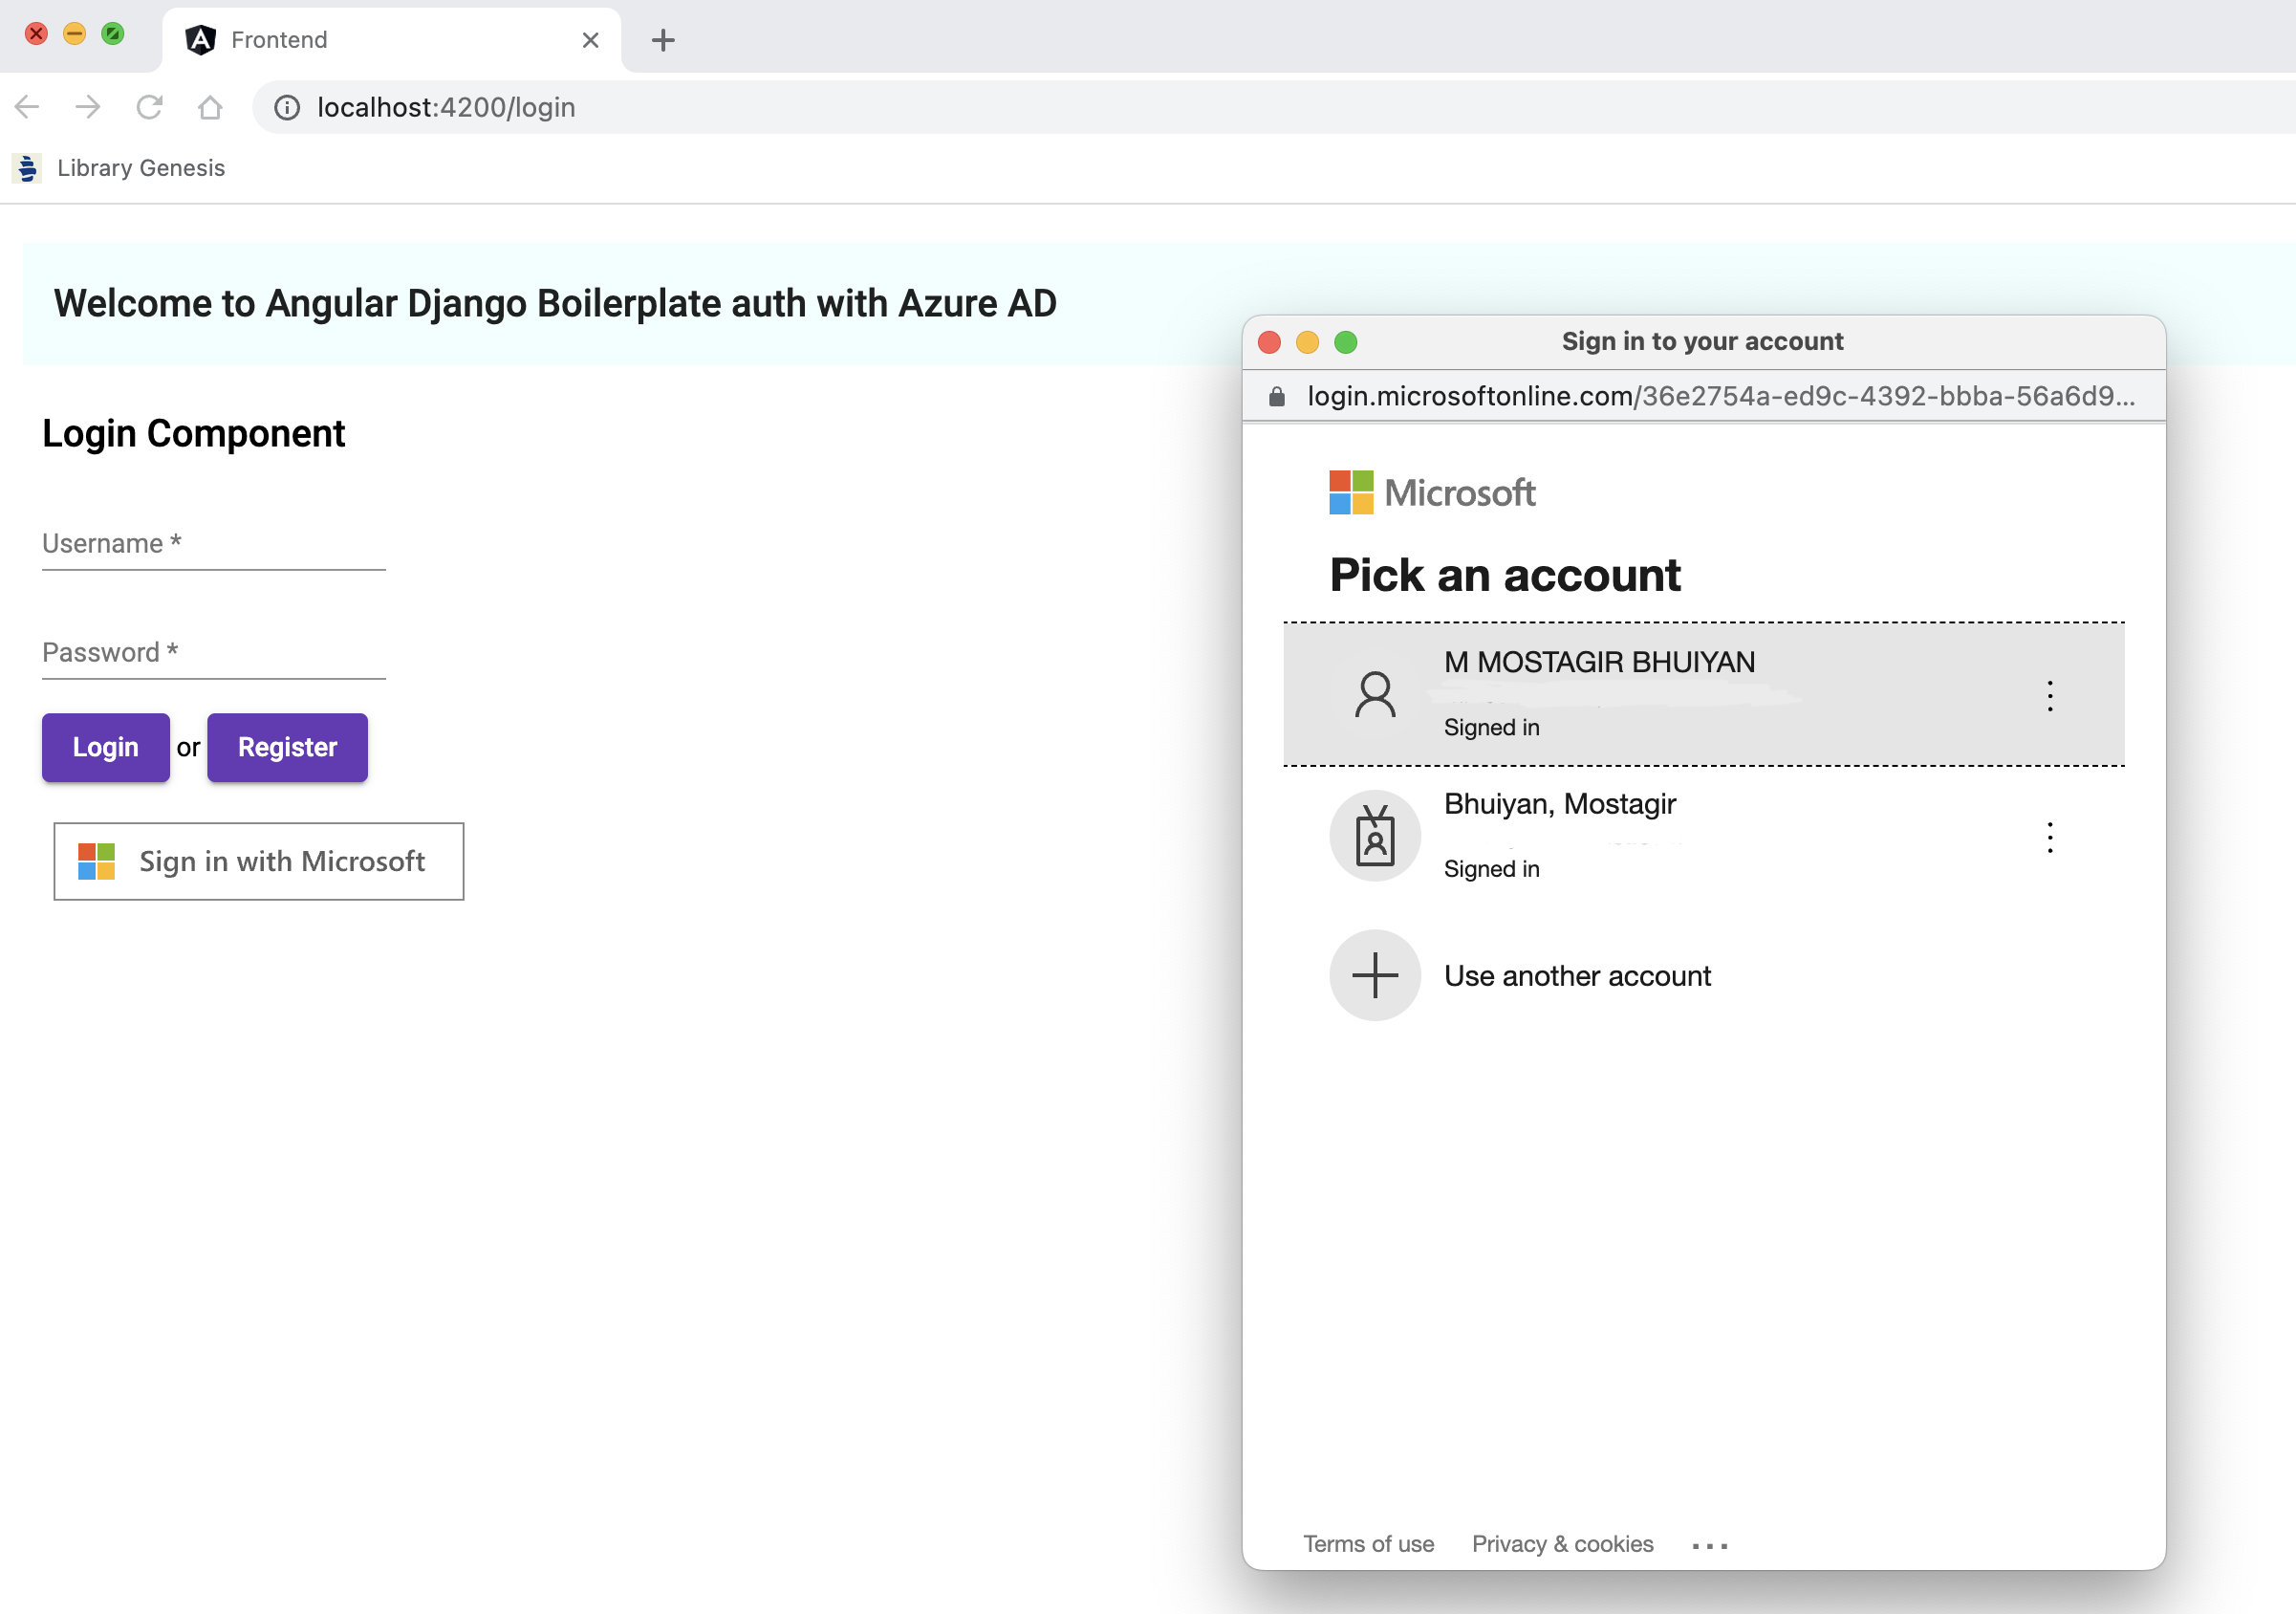 Frontend
localhost:4200/login
Library Genesis
Welcome to Angular Django Boilerplate auth with Azure AD
Login Component
Username *
Password *
Login or Register
Sign in with Microsoft
Sign in to your account
login.microsoftonline.com/36e2754a-ed9c-4392-bbba-56a6d9...
Microsoft
Pick an account
M MOSTAGIR BHUIYAN
Signed in
Bhuiyan, Mostagir
Signed in
Use another account
Terms of use Privacy & cookies ...